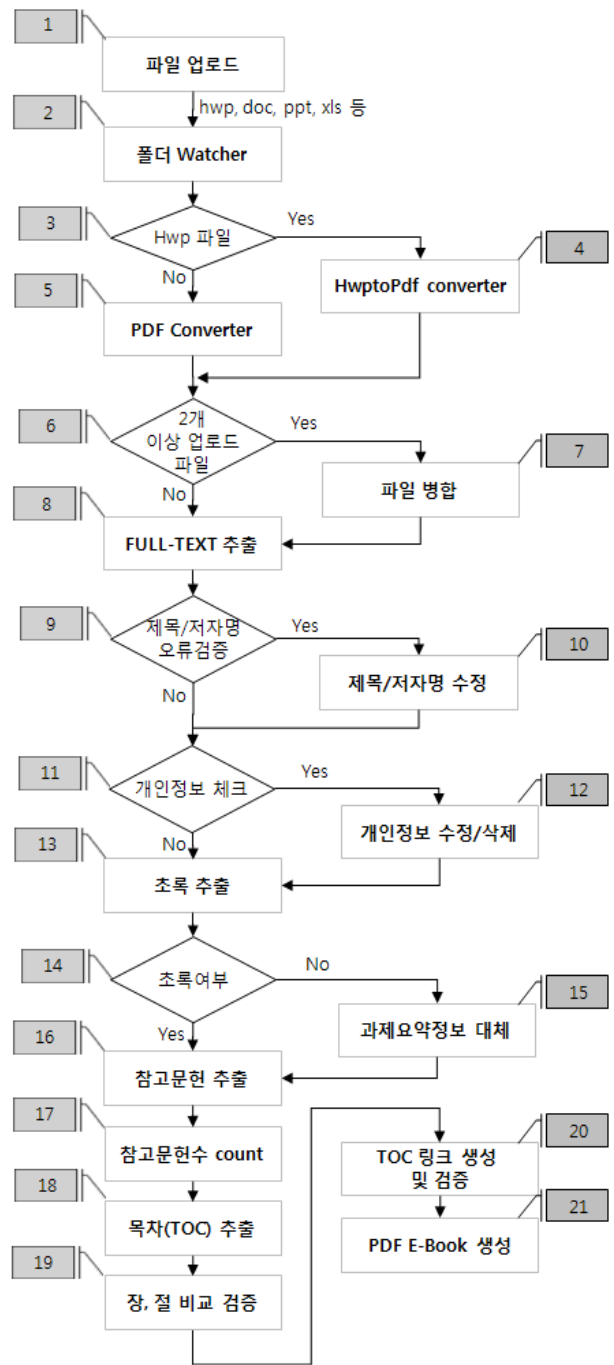 1
파일 업로드
hwp, doc, ppt, xls 등
2
폴더 Watcher
3
Hwp 파일
Yes
4
HwptoPdf converter
No
5
PDF Converter
6
2개
이상 업로드
파일
Yes
7
파일 병합
No
8
FULL-TEXT 추출
9
제목/저자명
오류검증
Yes
10
제목/저자명 수정
No
11
개인정보 체크
Yes
12
개인정보 수정/삭제
No
13
초록 추출
14
초록여부
No
15
과제요약정보 대체
Yes
16
참고문헌 추출
17
참고문헌수 count
18
목차(TOC) 추출
19
장, 절 비교 검증
20
TOC 링크 생성
및 검증
21
PDF E-Book 생성